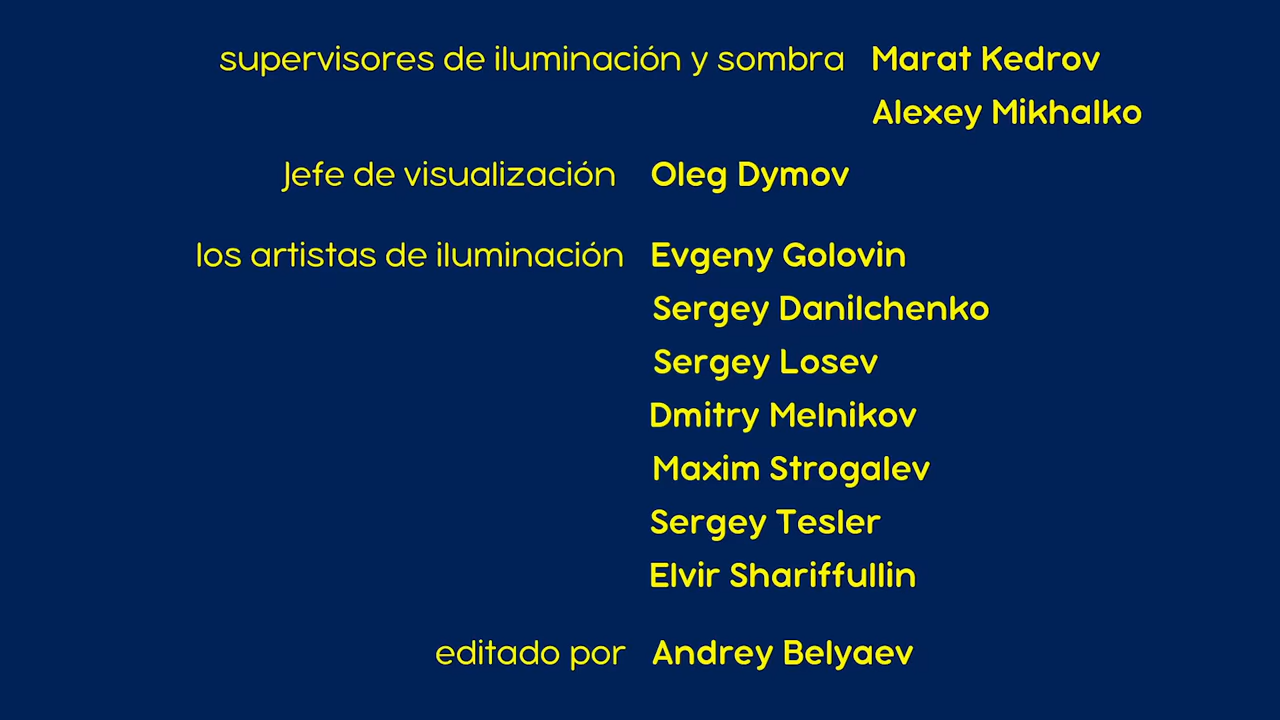 supervisores de iluminación y sombra Marat Kedrov
Alexey Mikhalko
Jefe de visualización Oleg Dymov
los artistas de iluminación Evgeny Golovin
Sergey Danilchenko
Sergey Losev
Dmitry Melnikov
Maxim Strogalev
Sergey Tesler
Elvir Shariffullin
editado por Andrey Belyaev